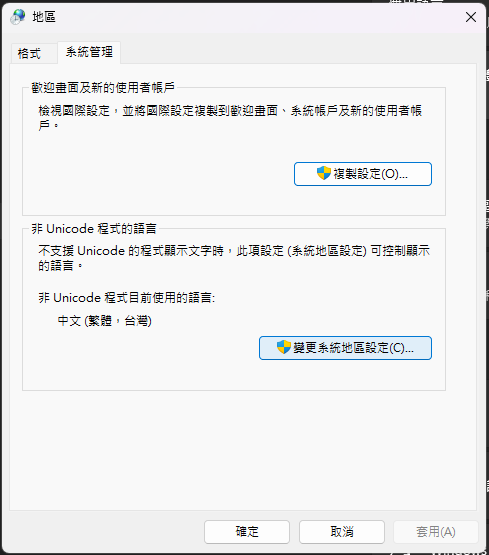 地區
格式
系統管理
歡迎畫面及新的使用者帳戶
檢視國際設定，並將國際設定複製到歡迎畫面、系統帳戶及新的使用者帳
戶。
複製設定(O)...
非 Unicode 程式的語言
不支援 Unicode 的程式顯示文字時，此項設定 (系統地區設定) 可控制顯示
的語言。
非 Unicode 程式目前使用的語言:
中文 (繁體，台灣)
變更系統地區設定(C)...
確定
取消
套用(A)